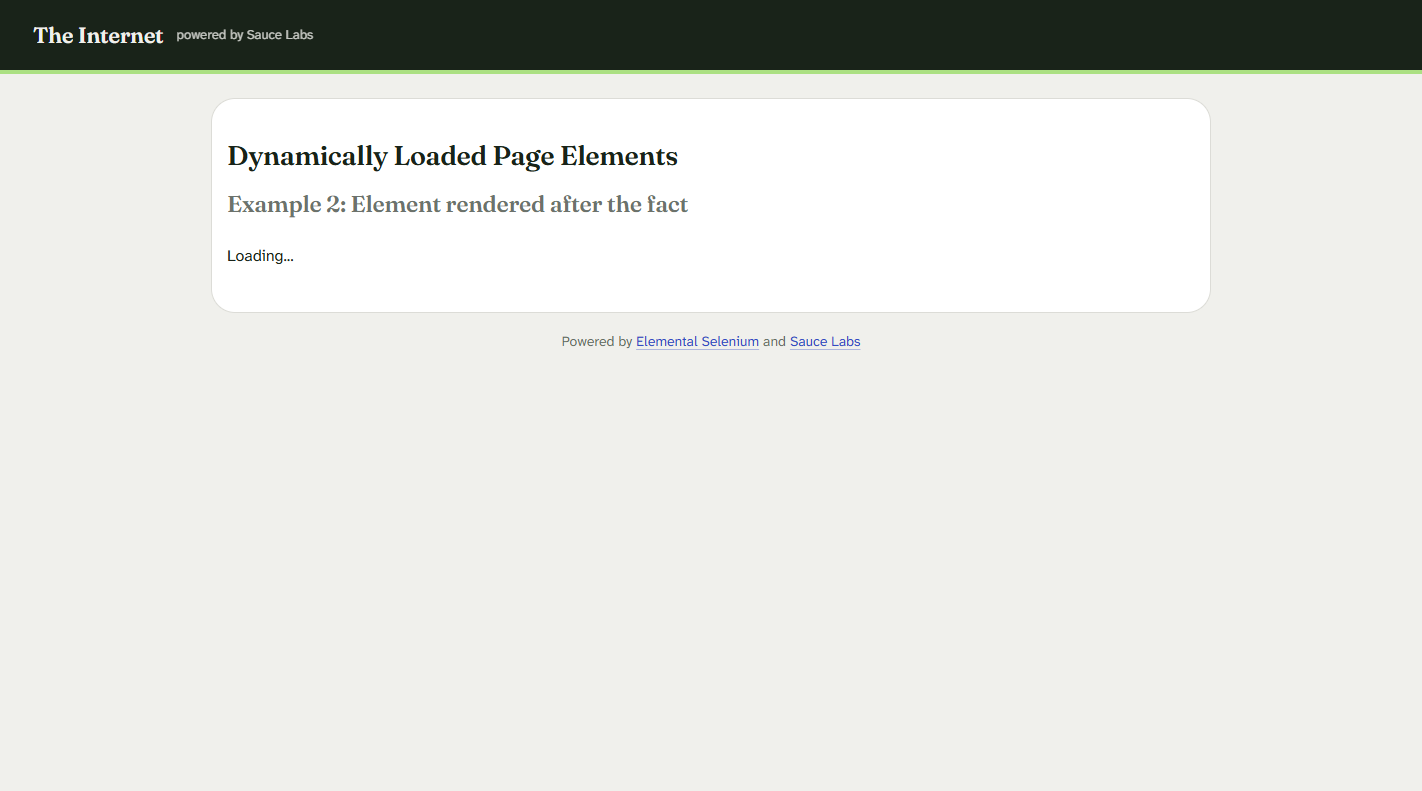 The Internet powered by Sauce Labs
Dynamically Loaded Page Elements
Example 2: Element rendered after the fact
Loading...
Powered by Elemental Selenium and Sauce Labs